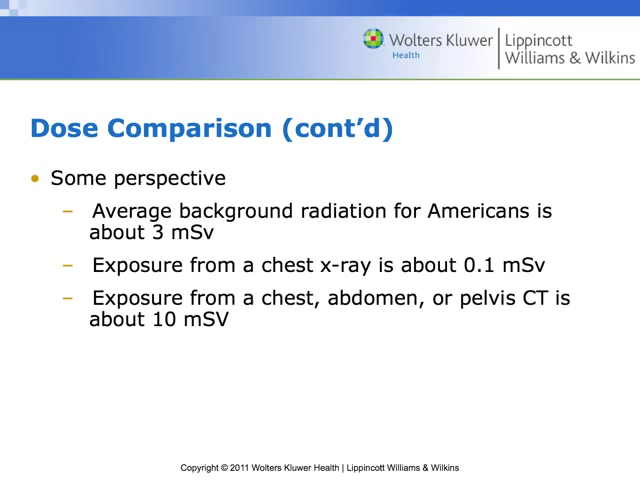 Wolters Kluwer
Health
Lippincott
Williams & Wilkins
Dose Comparison (cont’d)
• Some perspective
– Average background radiation for Americans is
about 3 mSv
– Exposure from a chest x-ray is about 0.1 mSv
– Exposure from a chest, abdomen, or pelvis CT is
about 10 mSV
Copyright © 2011 Wolters Kluwer Health | Lippincott Williams & Wilkins